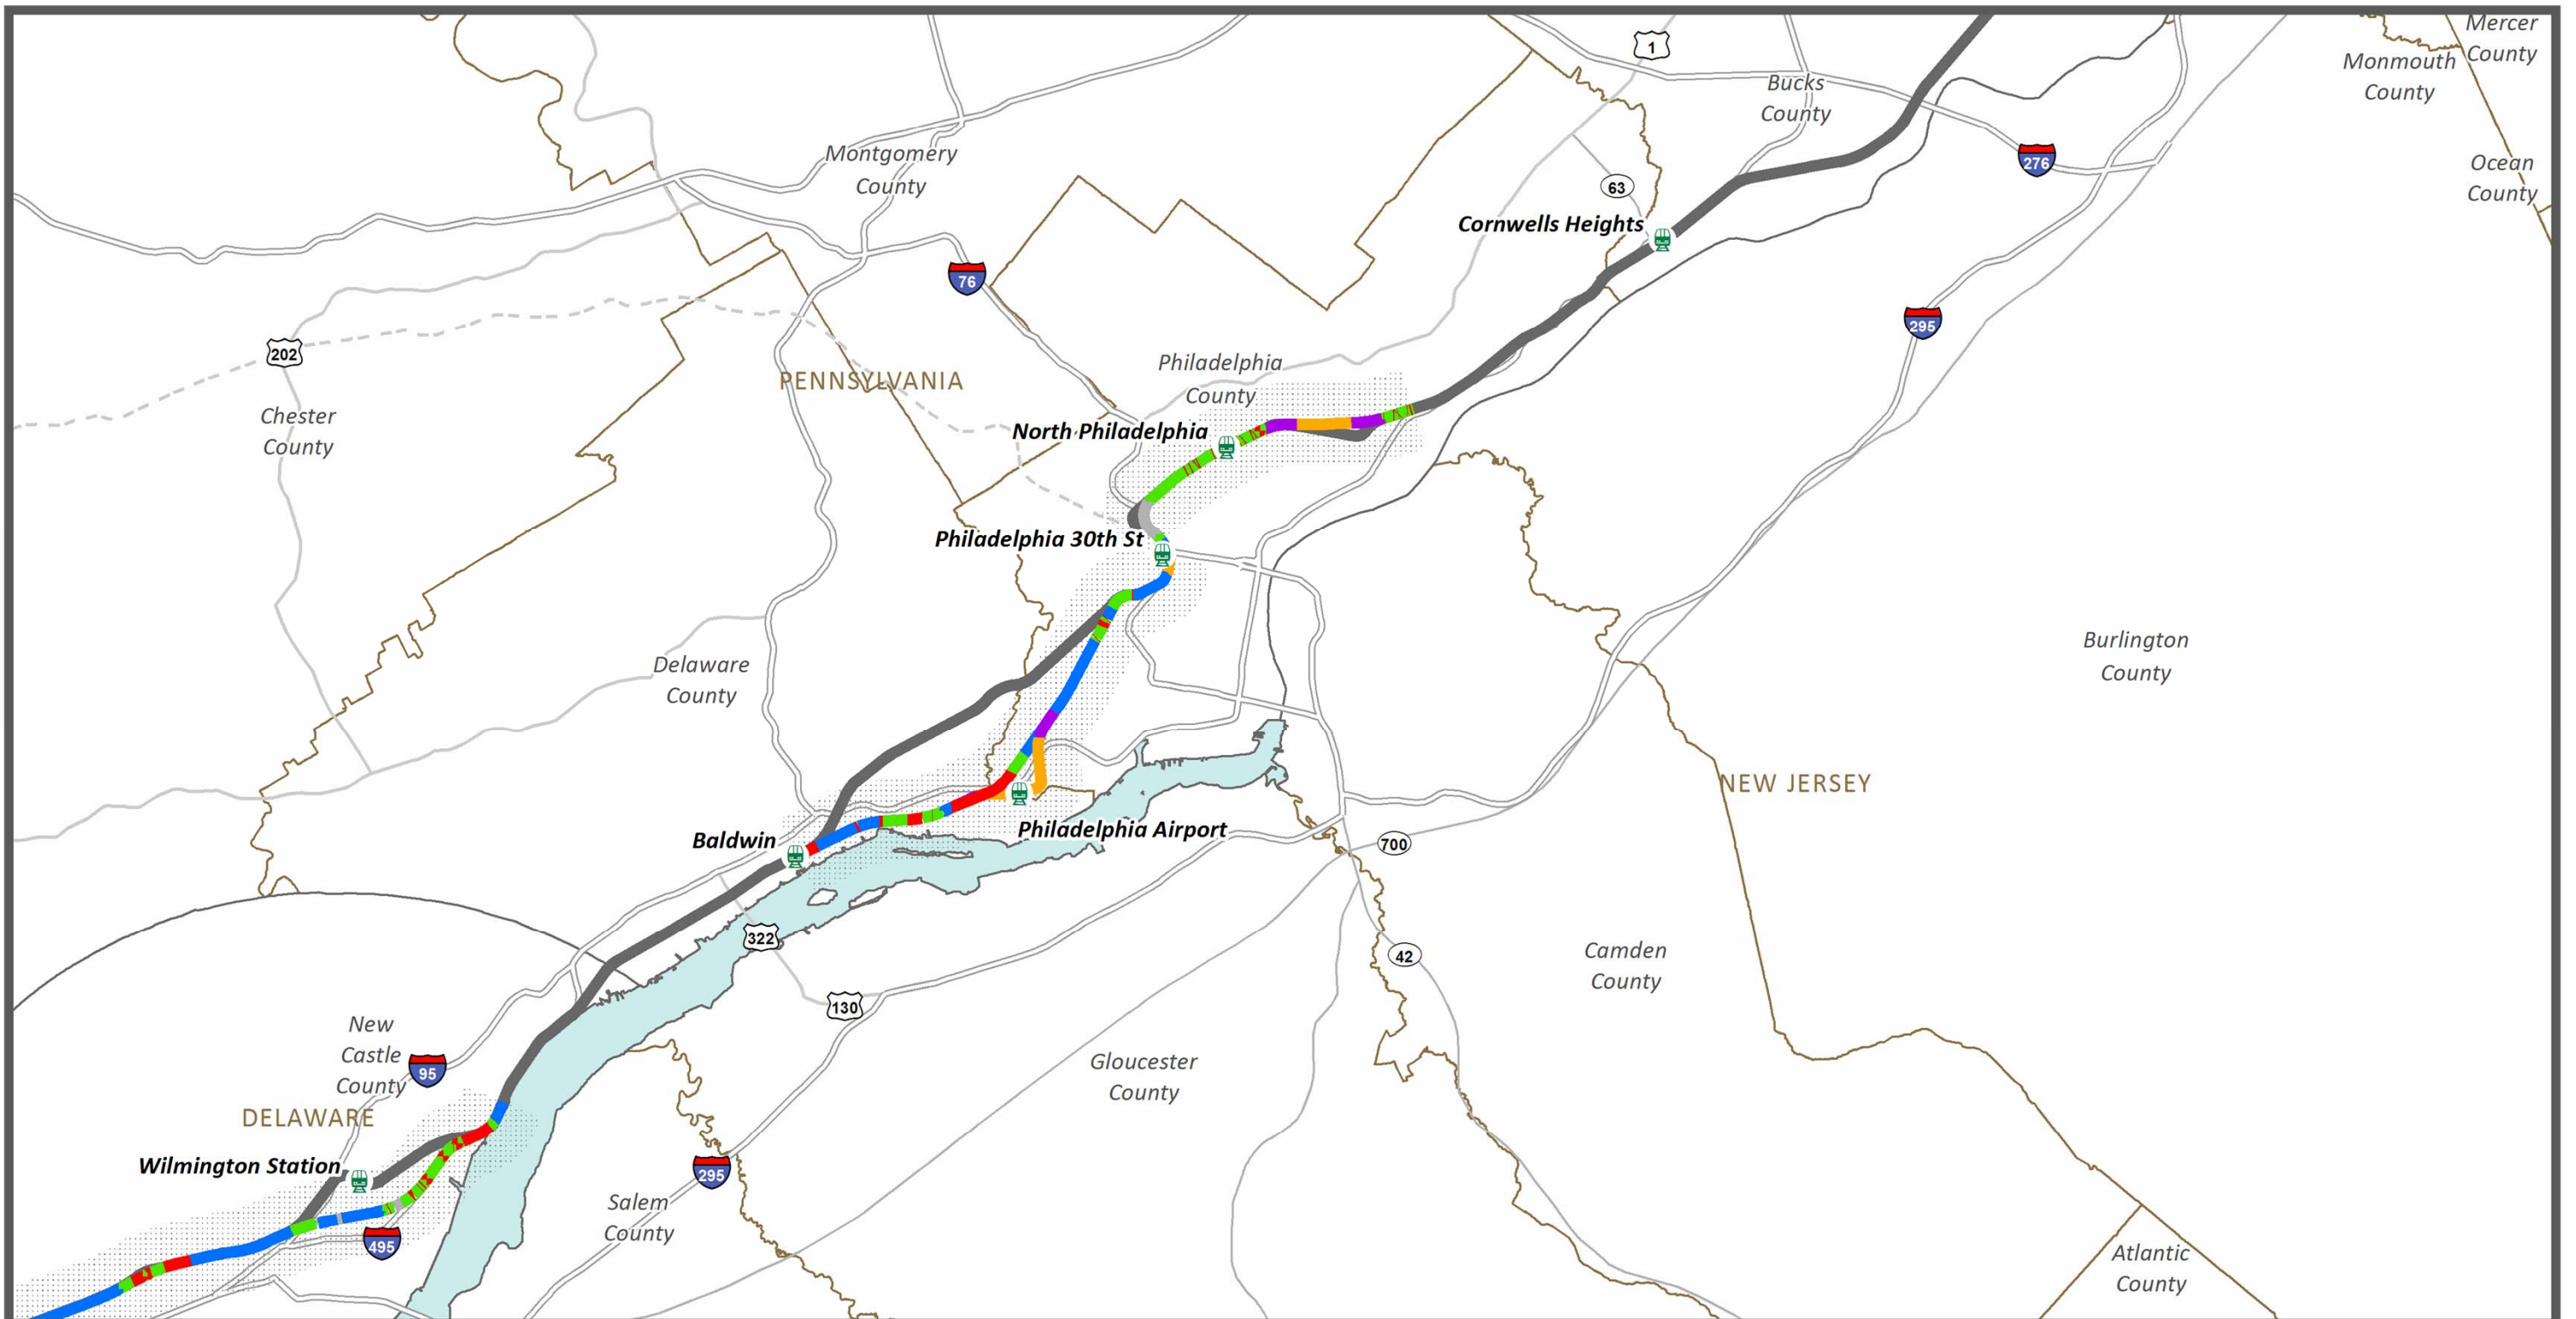 Mercer
County
Monmouth
County
1
Bucks
County
Montgomery
County
276
Ocean
County
63
Cornwells Heights
76
295
202
Philadelphia
County
PENNSYLVANIA
Chester
County
North Philadelphia
Philadelphia 30th St
Burlington
County
Delaware
County
NEW JERSEY
Philadelphia Airport
Baldwin
700
322
42
Camden
County
130
New
Castle
County
95
Gloucester
County
DELAWARE
Wilmington Station
295
Salem
County
495
Atlantic
County